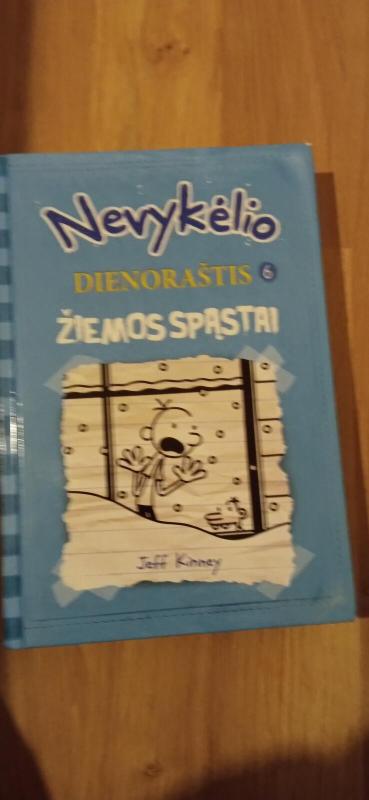 Nevykėlio
DIENORAŠTIS 6
ŽIEMOS SPĄSTAI
Jeff Kinney